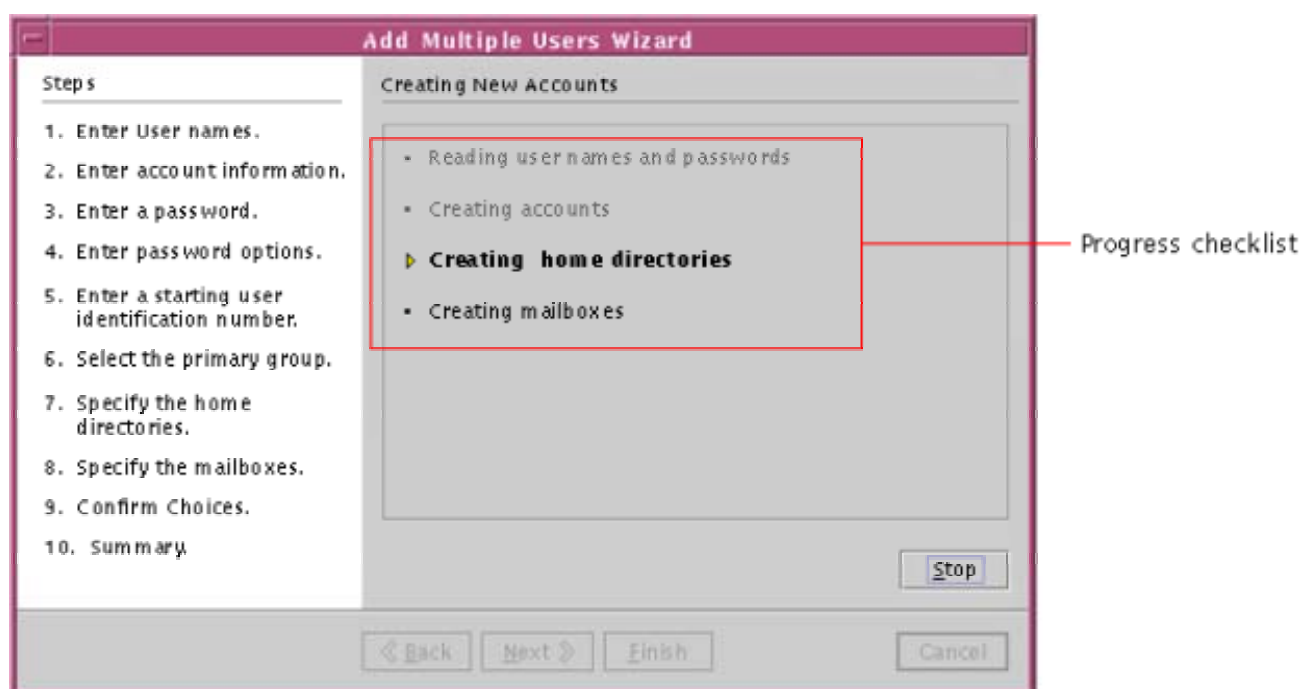 Add Multiple Users Wizard
Steps
1. Enter User names.
2. Enter account information.
3. Enter a password.
4. Enter password options.
5. Enter a starting user
identification number.
6. Select the primary group.
7. Specify the home
directories.
8. Specify the mailboxes.
9. Confirm Choices.
10. Summary.
Creating New Accounts
• Reading user names and passwords
• Creating accounts
Creating home directories
• Creating mailboxes
Progress checklist
Stop
Back
Next
Finish
Cancel